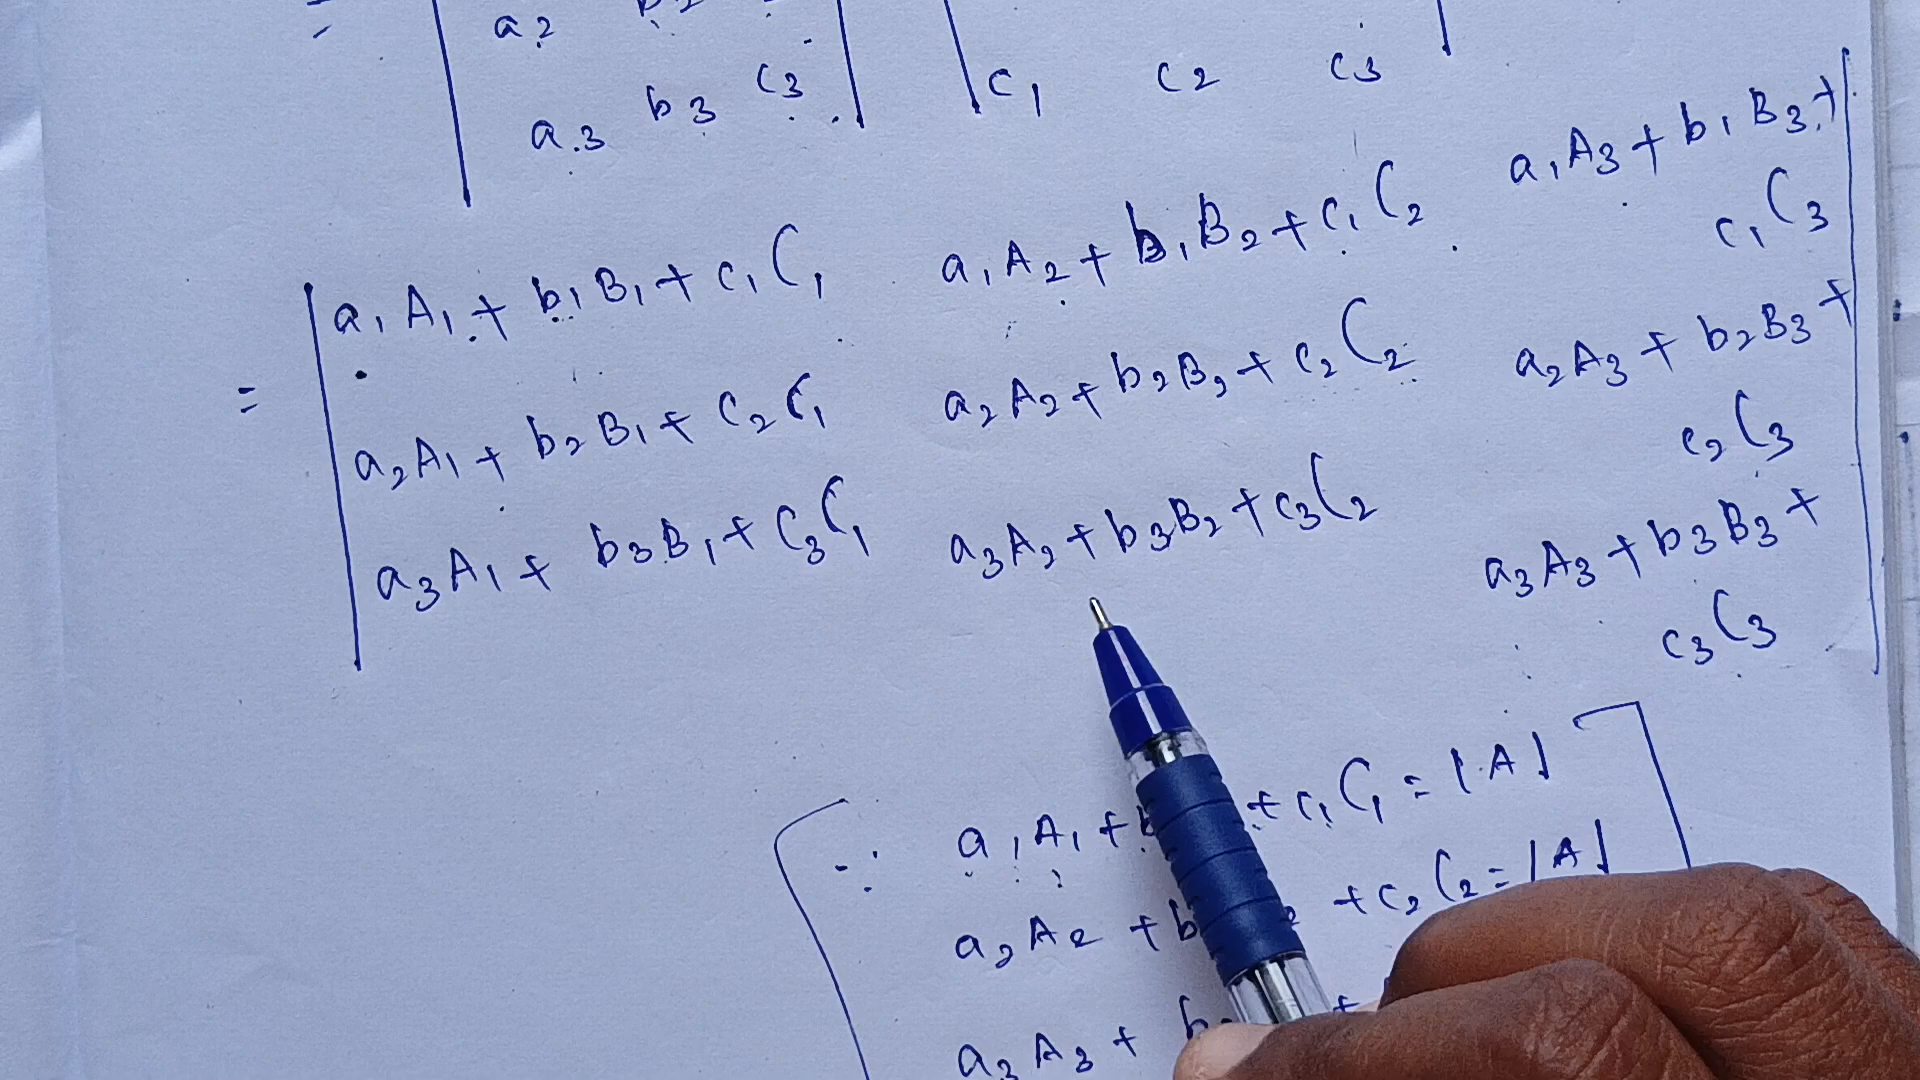 = | a2 b2
a3 b3 c3 | | c1 c2 c3 |
= | a1A1 + b1B1 + c1C1 a1A2 + b1B2 + c1C2 a1A3 + b1B3 +
c1C3 |
a2A1 + b2B1 + c2C1 a2A2 + b2B2 + c2C2 a2A3 + b2B3 +
c2C3
a3A1 + b3B1 + c3C1 a3A2 + b3B2 + c3C2 a3A3 + b3B3 +
c3C3
[ ∵ a1A1 + + c1C1 = |A| ]
a2A2 + b + c2C2 = |A|
a3A3 + b